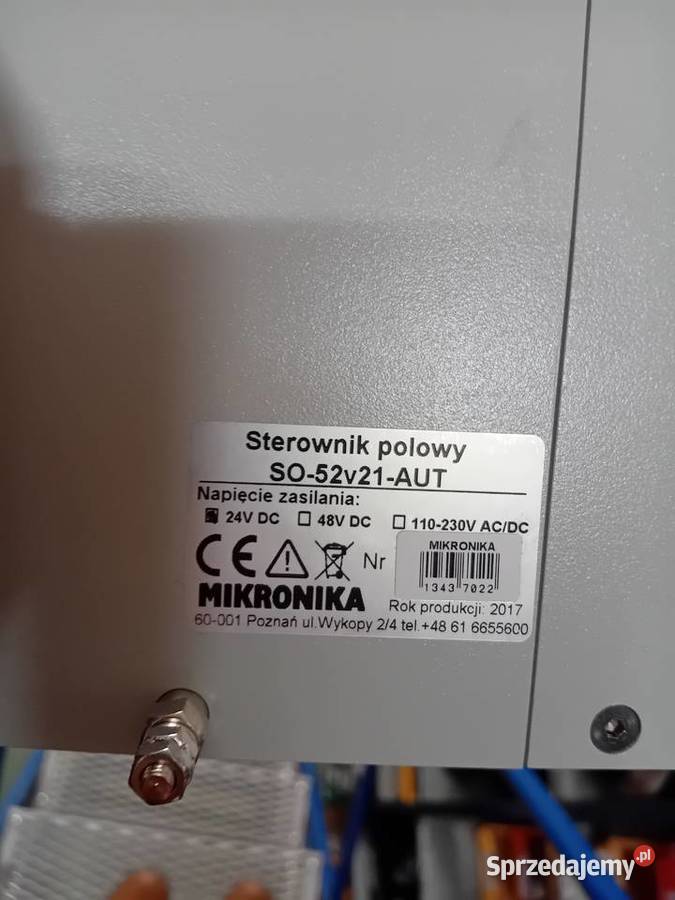 Sterownik polowy
SO-52v21-AUT
Napięcie zasilania:
24V DC 48V DC 110-230V AC/DC
CE Nr
MIKRONIKA
1343 7022
MIKRONIKA
Rok produkcji: 2017
60-001 Poznań ul.Wykopy 2/4 tel.+48 61 6655600
Sprzedajemy.pl